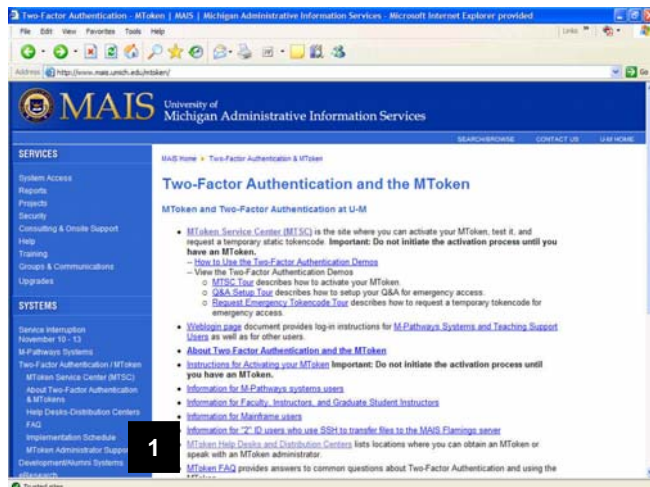 Two-Factor Authentication - MToken | MAIS | Michigan Administrative Information Services - Microsoft Internet Explorer provided
File Edit View Favorites Tools Help
Links
Address http://www.mais.umich.edu/mtoken/
Go
MAIS University of
Michigan Administrative Information Services
SEARCH/BROWSE CONTACT US U-M HOME
SERVICES
System Access
Reports
Projects
Security
Consulting & Onsite Support
Help
Training
Groups & Communications
Upgrades
SYSTEMS
Service Interruption
November 10 - 13
M-Pathways Systems
Two-Factor Authentication / MToken
MToken Service Center (MTSC)
About Two-Factor Authentication
& MTokens
Help Desks-Distribution Centers
FAQ
Implementation Schedule
MToken Administrator Support
Development/Alumni Systems
eResearch
1
MAIS Home > Two-Factor Authentication & MToken
Two-Factor Authentication and the MToken
MToken and Two-Factor Authentication at U-M
• MToken Service Center (MTSC) is the site where you can activate your MToken, test it, and
request a temporary static tokencode. Important: Do not initiate the activation process until you
have an MToken.
– How to Use the Two-Factor Authentication Demos
– View the Two-Factor Authentication Demos
o MTSC Tour describes how to activate your MToken.
o Q&A Setup Tour describes how to setup your Q&A for emergency access.
o Request Emergency Tokencode Tour describes how to request a temporary tokencode for
emergency access.
• Weblogin page document provides log-in instructions for M-Pathways Systems and Teaching Support
Users as well as for other users.
• About Two Factor Authentication and the MToken
• Instructions for Activating your MToken Important: Do not initiate the activation process until
you have an MToken.
• Information for M-Pathways systems users
• Information for Faculty, Instructors, and Graduate Student Instructors
• Information for Mainframe users
• Information for "2" ID users who use SSH to transfer files to the MAIS Flamingo server
• MToken Help Desks and Distribution Centers lists locations where you can obtain an MToken or
speak with an MToken administrator.
• MToken FAQ provides answers to common questions about Two-Factor Authentication and using the
MToken.
Trusted sites